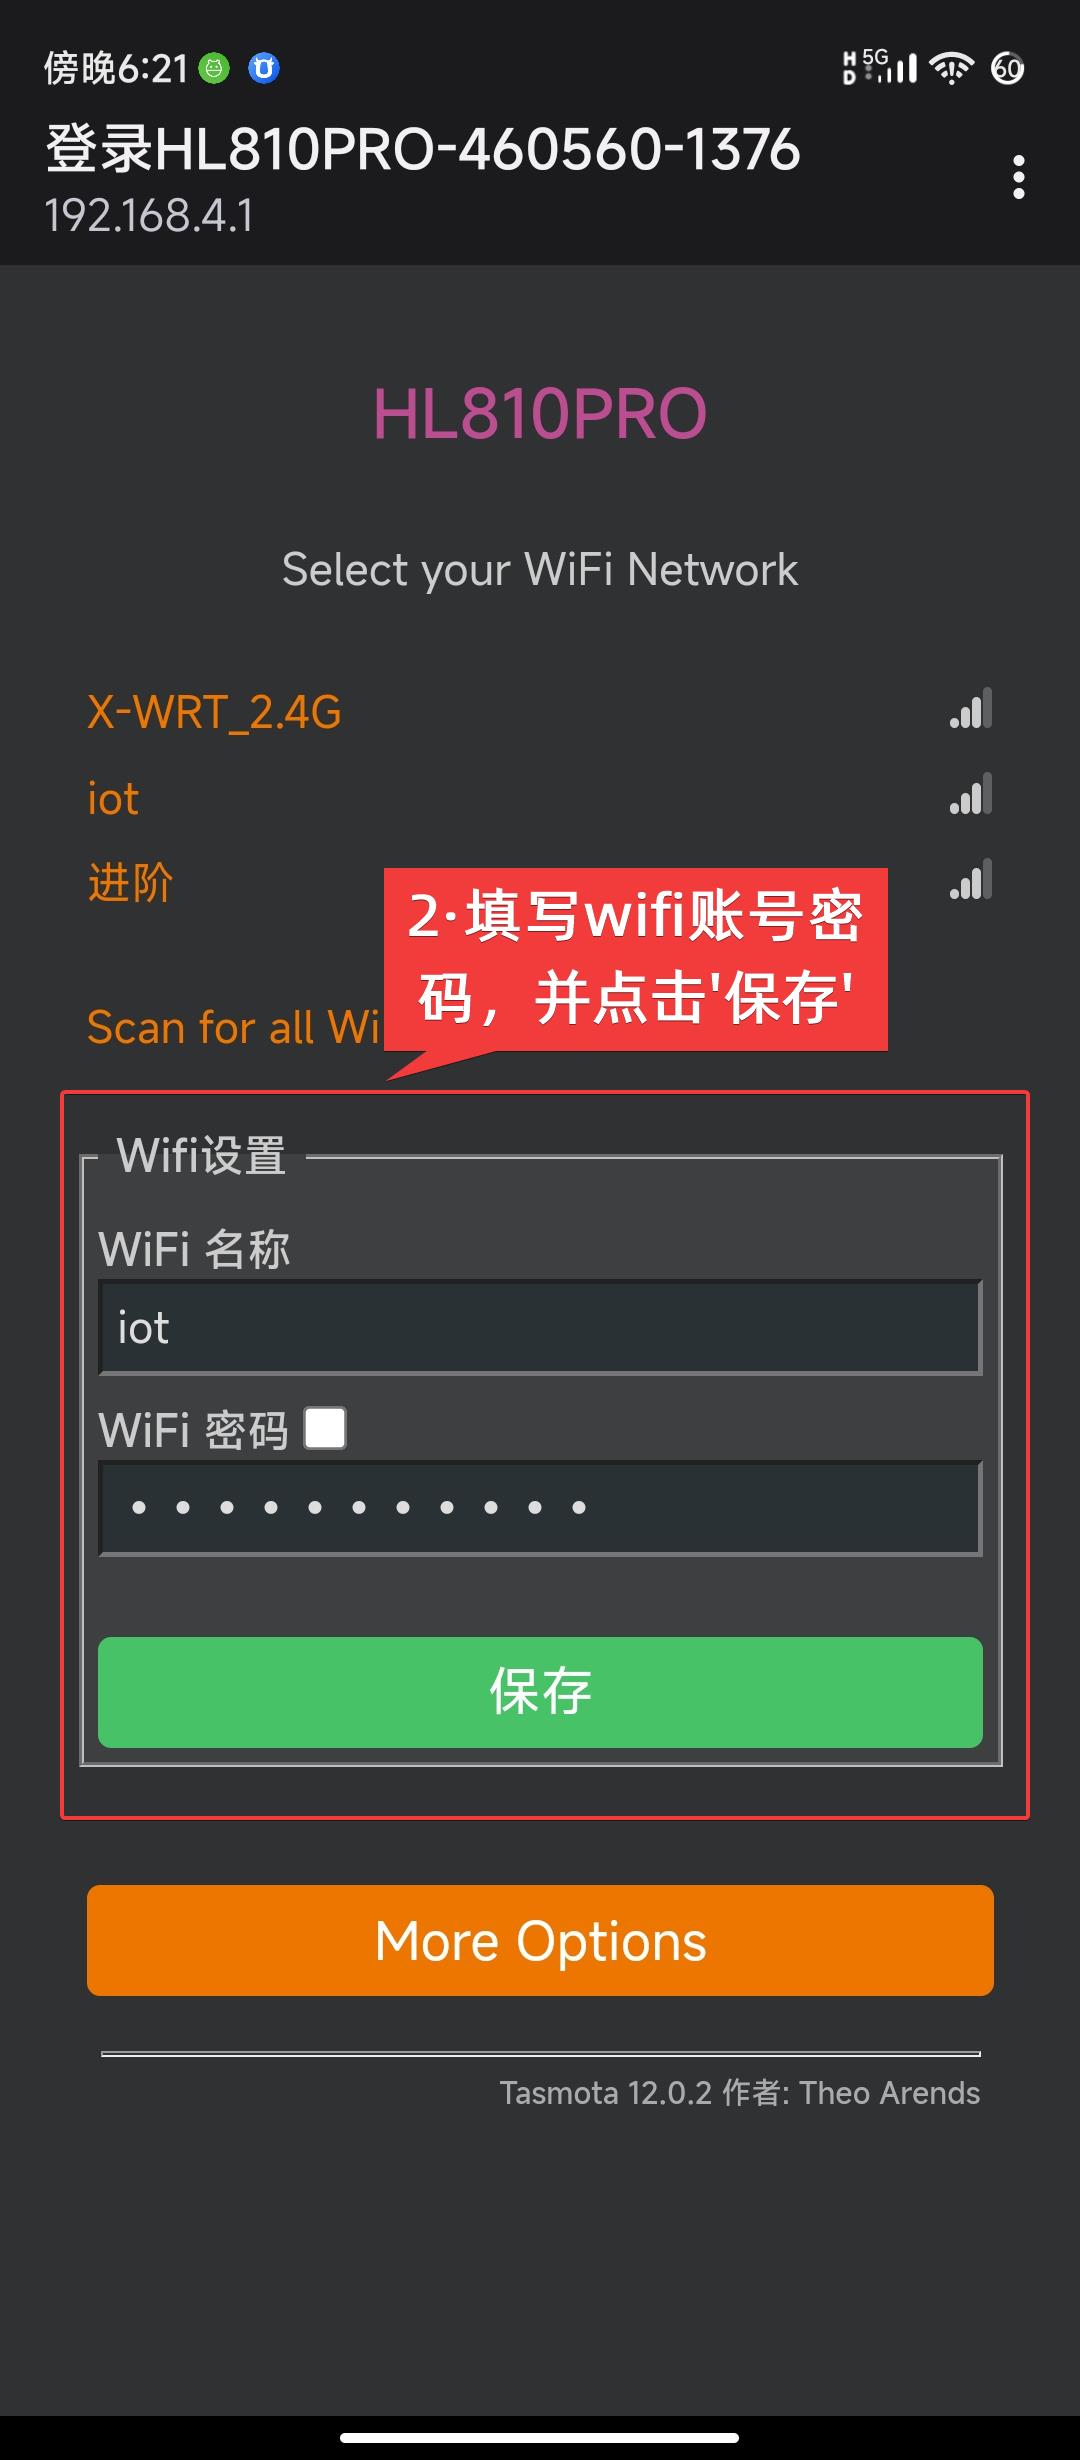 傍晚6:21
HD 5G 60
登录HL810PRO-460560-1376
192.168.4.1
HL810PRO
Select your WiFi Network
X-WRT_2.4G
iot
进阶
2·填写wifi账号密
码，并点击'保存'
Scan for all Wi
Wifi设置
WiFi 名称
iot
WiFi 密码
•••••••••••
保存
More Options
Tasmota 12.0.2 作者: Theo Arends